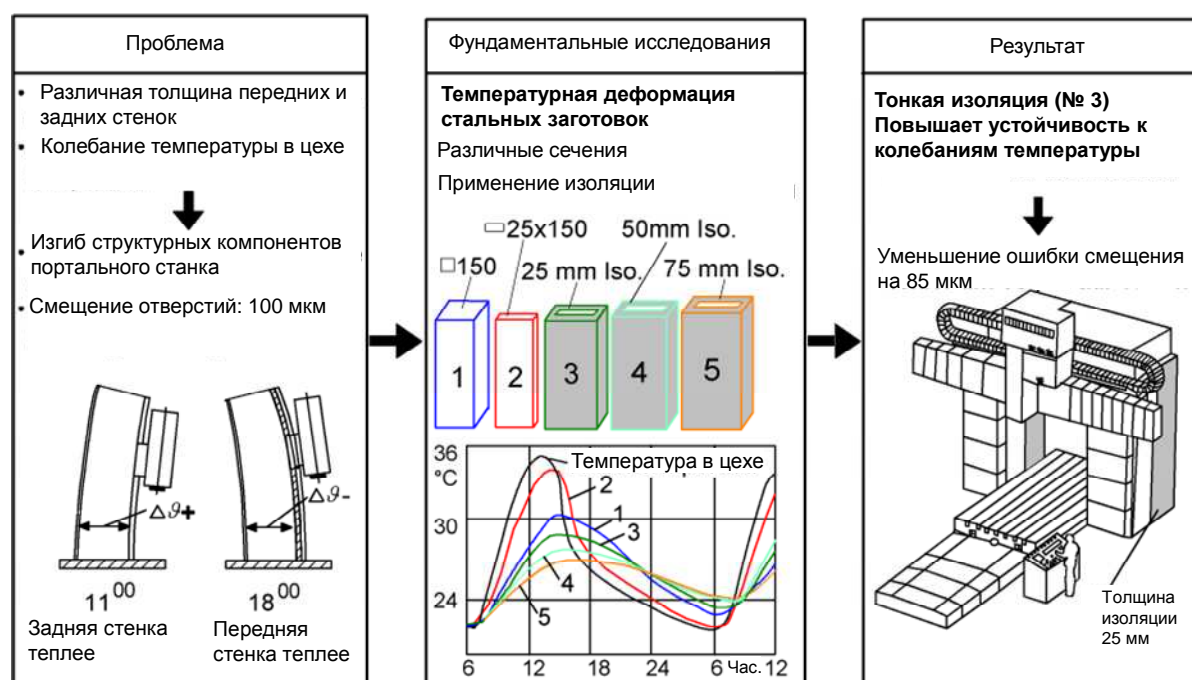 Проблема
• Различная толщина передних и
задних стенок
• Колебание температуры в цехе
• Изгиб структурных компонентов
портального станка
• Смещение отверстий: 100 мкм
Δϑ+
Δϑ-
11 00
18 00
Задняя стенка
теплее
Передняя
стенка теплее
Фундаментальные исследования
Температурная деформация
стальных заготовок
Различные сечения
Применение изоляции
25x150
50mm Iso.
□150
25 mm Iso.
75 mm Iso.
1
2
3
4
5
36
°C
30
24
Температура в цехе
2
1
3
4
5
6
12
18
24
6
Час.
12
Результат
Тонкая изоляция (№ 3)
Повышает устойчивость к
колебаниям температуры
Уменьшение ошибки смещения
на 85 мкм
Толщина
изоляции
25 мм